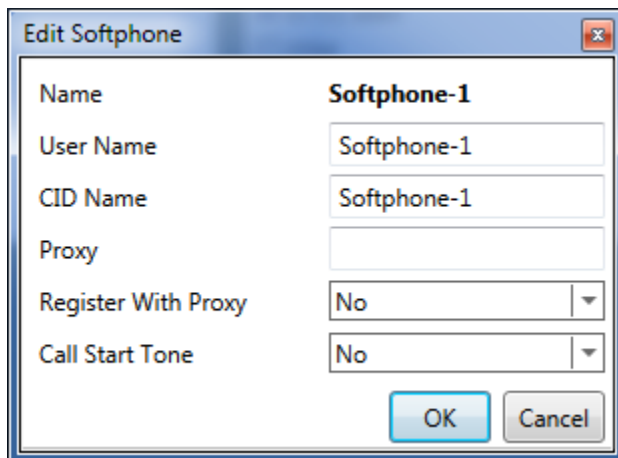 Edit Softphone
Name Softphone-1
User Name Softphone-1
CID Name Softphone-1
Proxy
Register With Proxy No
Call Start Tone No
OK Cancel